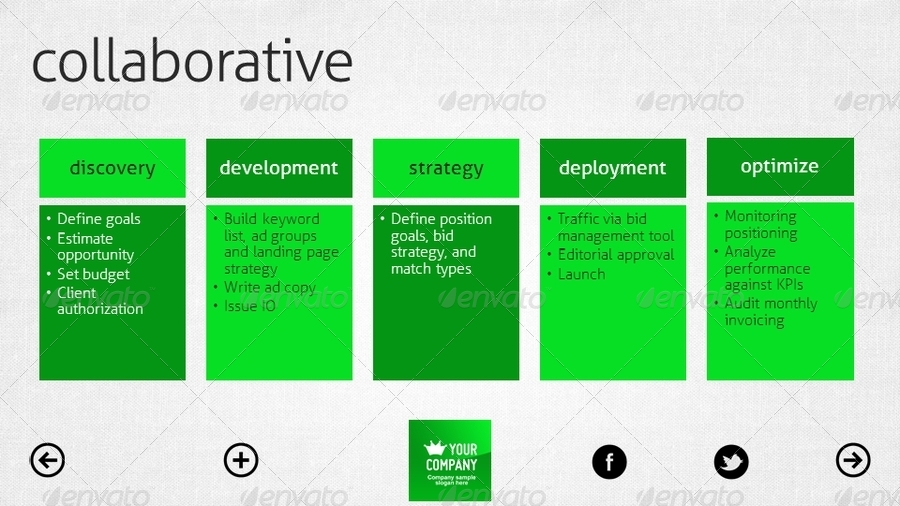 collaborative
envato envato envato envato envato
discovery
• Define goals
• Estimate
opportunity
• Set budget
• Client
authorization
development
• Build keyword
list, ad groups
and landing page
strategy
• Write ad copy
• Issue IO
strategy
• Define position
goals, bid
strategy, and
match types
deployment
• Traffic via bid
management tool
• Editorial approval
• Launch
optimize
• Monitoring
positioning
• Analyze
performance
against KPIs
• Audit monthly
invoicing
envato envato envato envato envato
YOUR
COMPANY
Company sample
slogan here
f
envato envato envato envato envato